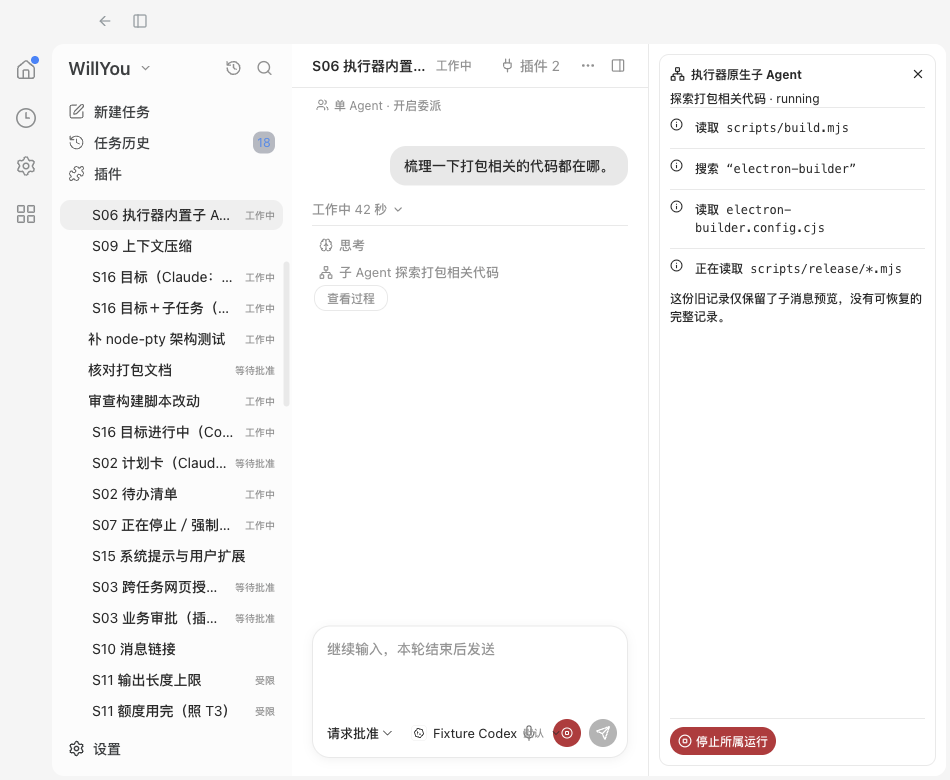 WillYou
新建任务
任务历史 18
插件
S06 执行器内置子 A... 工作中
S09 上下文压缩
S16 目标（Claude：... 工作中
S16 目标＋子任务（... 工作中
补 node-pty 架构测试 工作中
核对打包文档 等待批准
审查构建脚本改动 工作中
S16 目标进行中（Co... 工作中
S02 计划卡（Claud... 等待批准
S02 待办清单 工作中
S07 正在停止 / 强制... 工作中
S15 系统提示与用户扩展
S03 跨任务网页授... 等待批准
S03 业务审批（插... 等待批准
S10 消息链接
S11 输出长度上限 受限
S11 额度用完（照 T3） 受限
设置
S06 执行器内置... 工作中 插件 2
单 Agent · 开启委派
梳理一下打包相关的代码都在哪。
工作中 42 秒
思考
子 Agent 探索打包相关代码
查看过程
继续输入，本轮结束后发送
请求批准 Fixture Codex 认
执行器原生子 Agent
探索打包相关代码 · running
读取 scripts/build.mjs
搜索 “electron-builder”
读取 electron-
builder.config.cjs
正在读取 scripts/release/*.mjs
这份旧记录仅保留了子消息预览，没有可恢复的
完整记录。
停止所属运行